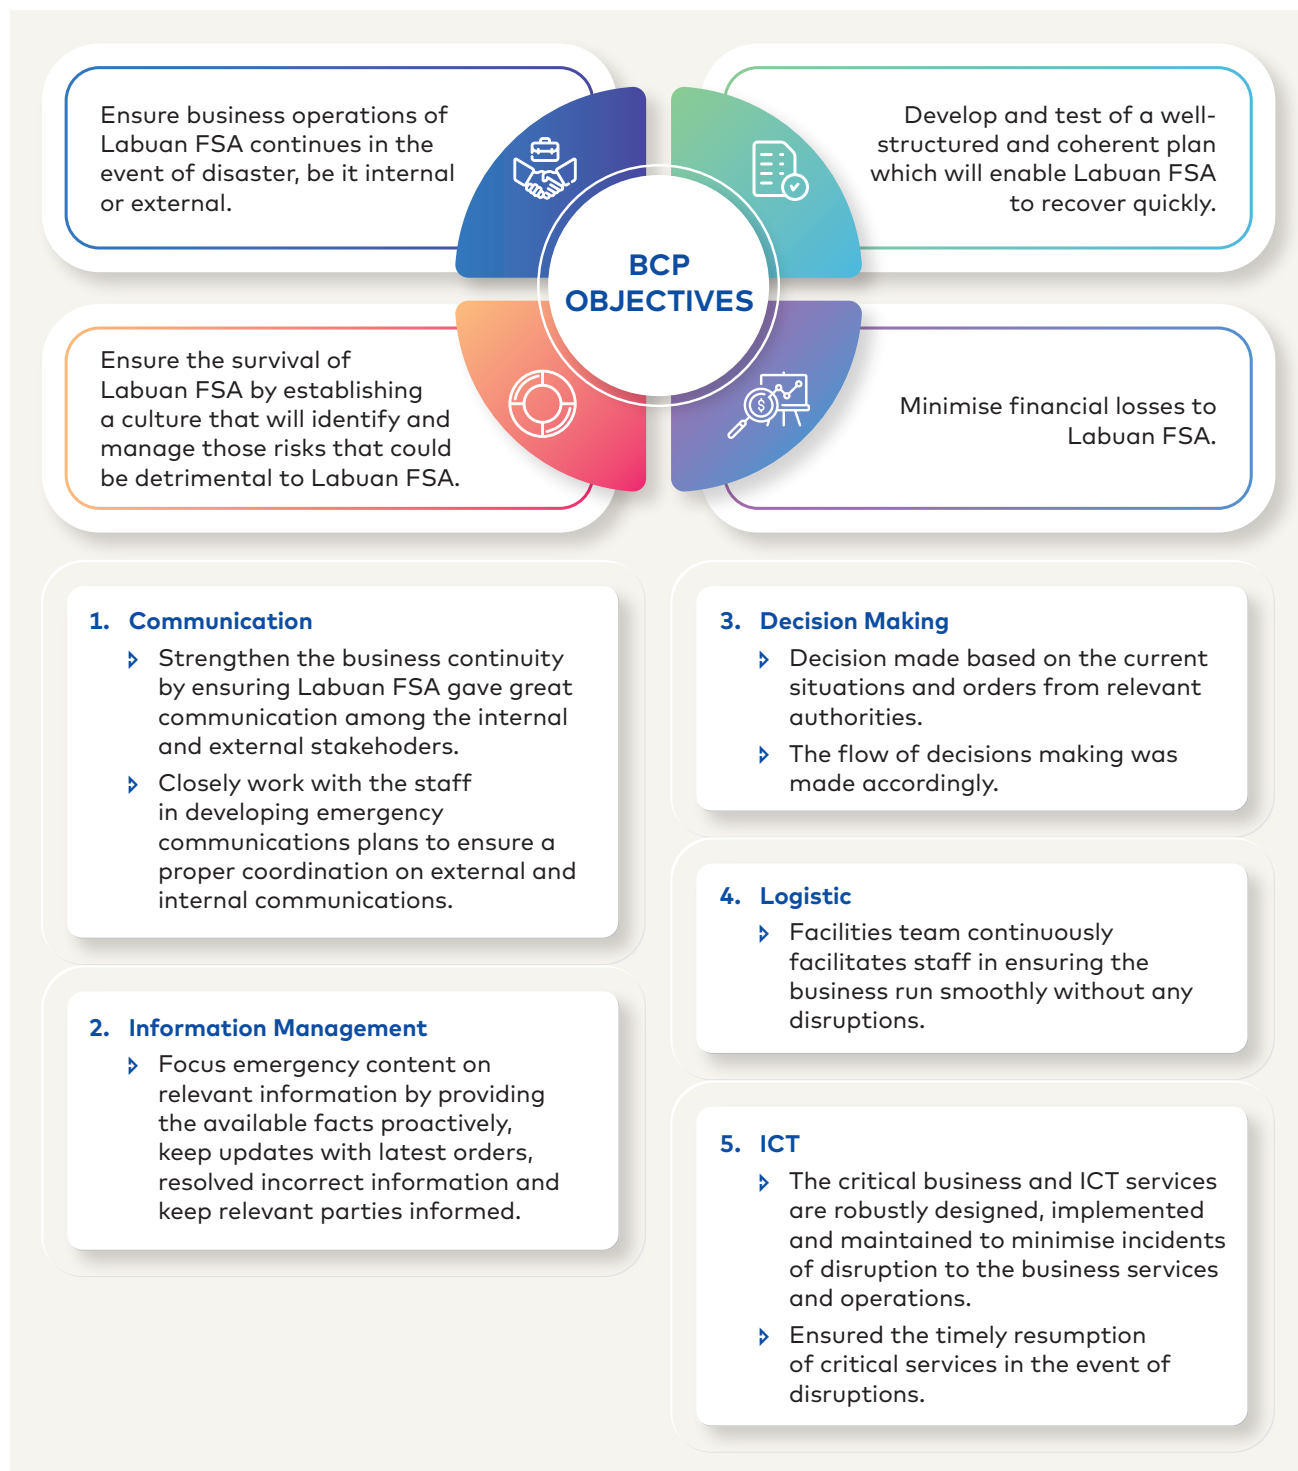 Ensure business operations of
Labuan FSA continues in the
event of disaster, be it internal
or external.
Develop and test of a well-
structured and coherent plan
which will enable Labuan FSA
to recover quickly.
BCP
OBJECTIVES
Ensure the survival of
Labuan FSA by establishing
a culture that will identify and
manage those risks that could
be detrimental to Labuan FSA.
$
Minimise financial losses to
Labuan FSA.
1. Communication
Strengthen the business continuity
by ensuring Labuan FSA gave great
communication among the internal
and external stakehoders.
Closely work with the staff
in developing emergency
communications plans to ensure a
proper coordination on external and
internal communications.
2. Information Management
Focus emergency content on
relevant information by providing
the available facts proactively,
keep updates with latest orders,
resolved incorrect information and
keep relevant parties informed.
3. Decision Making
Decision made based on the current
situations and orders from relevant
authorities.
The flow of decisions making was
made accordingly.
4. Logistic
Facilities team continuously
facilitates staff in ensuring the
business run smoothly without any
disruptions.
5. ICT
The critical business and ICT services
are robustly designed, implemented
and maintained to minimise incidents
of disruption to the business services
and operations.
Ensured the timely resumption
of critical services in the event of
disruptions.